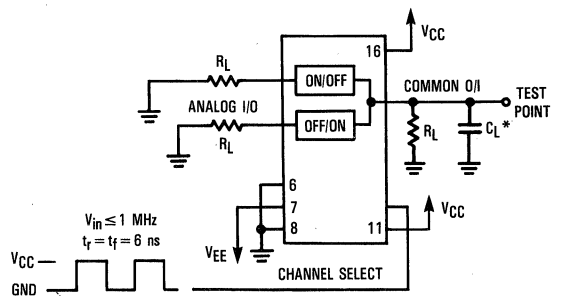 16
VCC
RL
ON/OFF
COMMON O/I
TEST
POINT
ANALOG I/O
OFF/ON
RL
RL
CL*
6
7
8
11
VCC
VEE
Vin ≤ 1 MHz
tr = tf = 6 ns
VCC
GND
CHANNEL SELECT